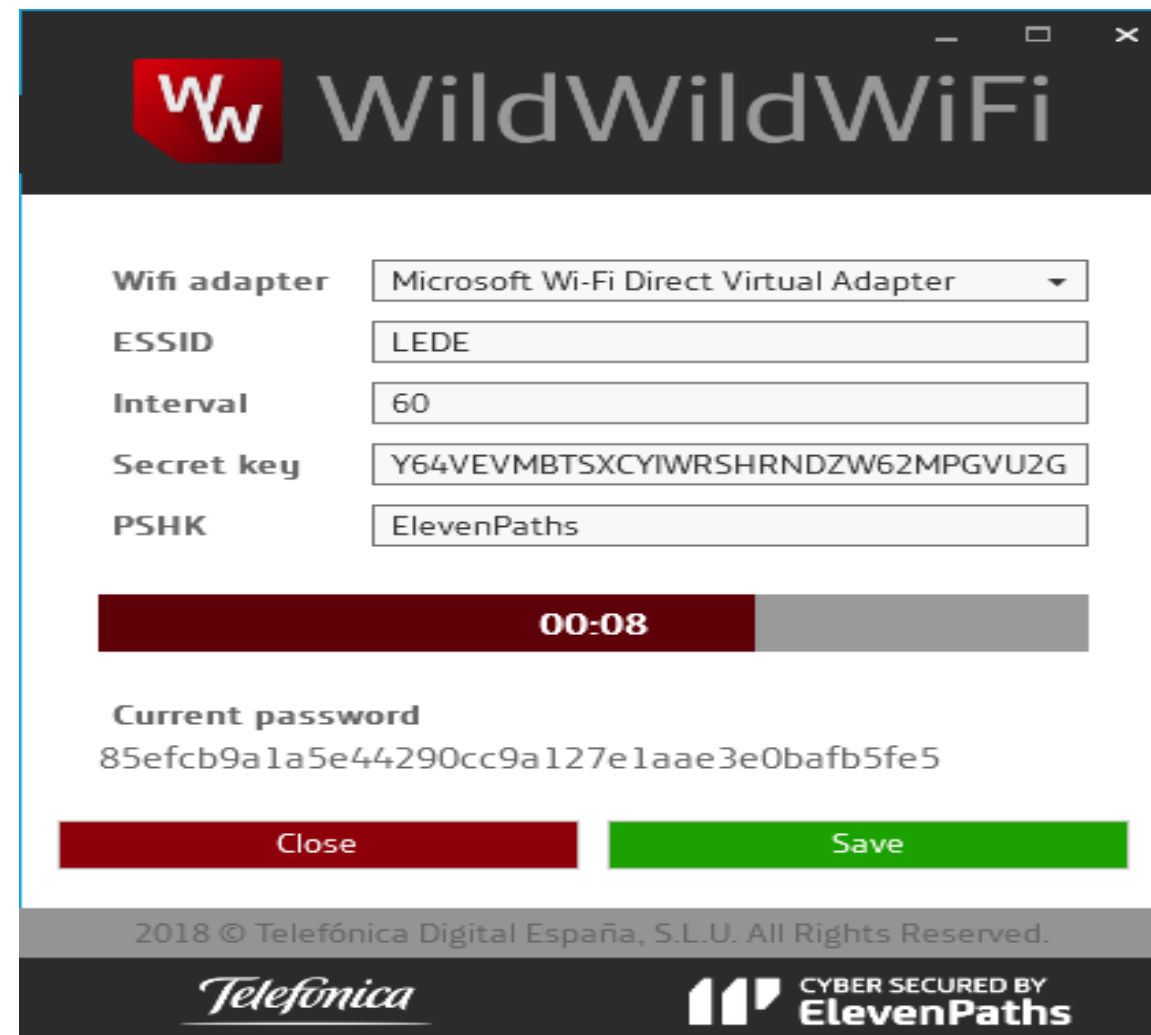 WW WildWildWiFi
Wifi adapter Microsoft Wi-Fi Direct Virtual Adapter
ESSID LEDE
Interval 60
Secret key Y64VEVMBTSXCYIWRSHRNDZW62MPGVU2G
PSHK ElevenPaths
00:08
Current password
85efcb9a1a5e44290cc9a127e1aae3e0bafb5fe5
Close Save
2018 © Telefónica Digital España, S.L.U. All Rights Reserved.
Telefónica CYBER SECURED BY
ElevenPaths